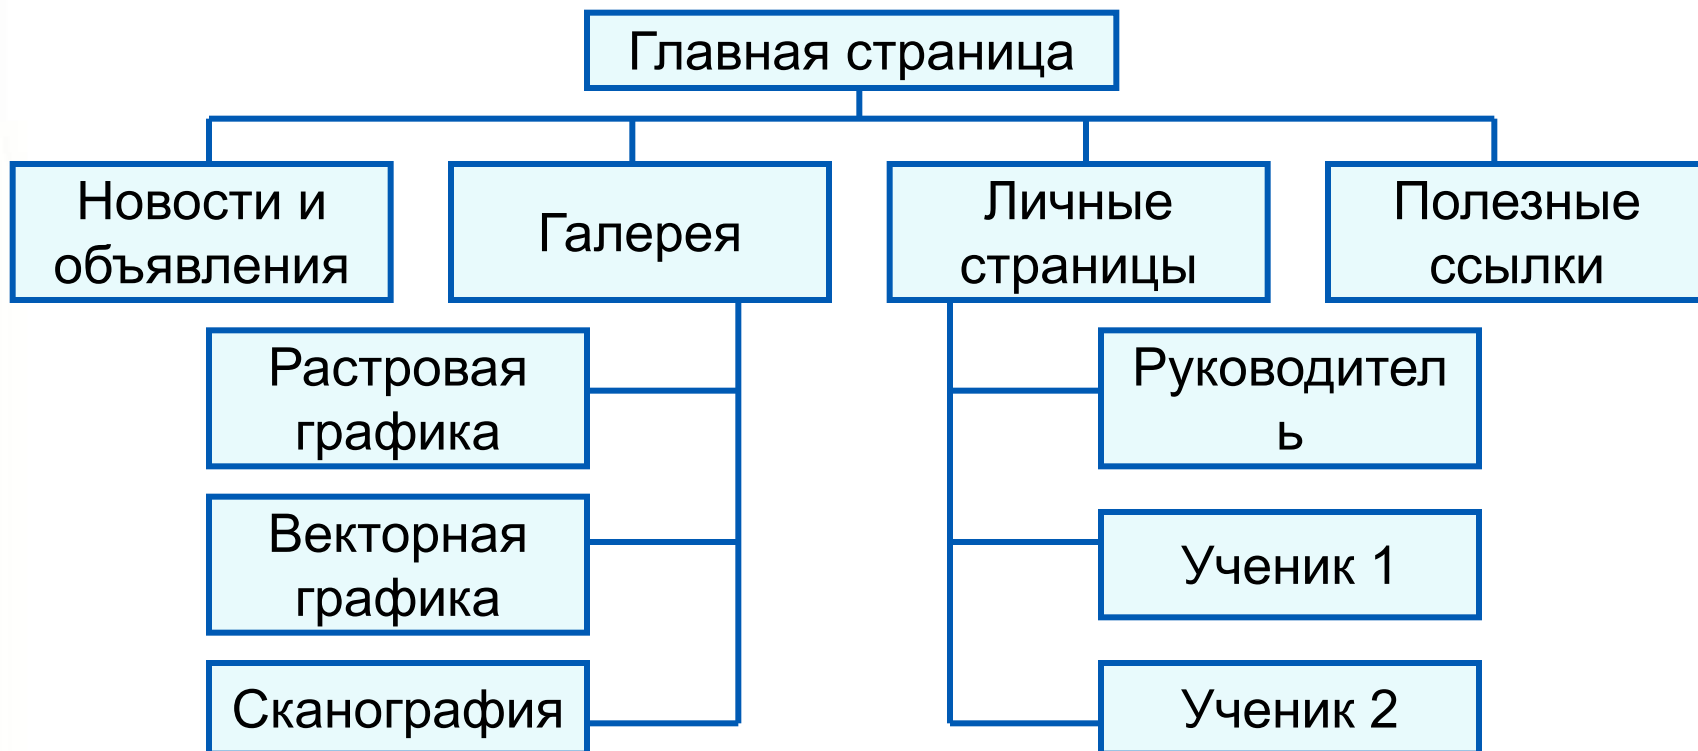 Главная страница
Новости и
объявления
Галерея
Личные
страницы
Полезные
ссылки
Растровая
графика
Векторная
графика
Сканография
Руководител
ь
Ученик 1
Ученик 2